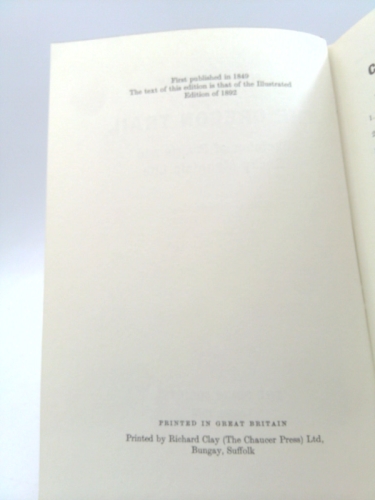 First published in 1849
The text of this edition is that of the Illustrated
Edition of 1892
PRINTED IN GREAT BRITAIN
Printed by Richard Clay (The Chaucer Press) Ltd,
Bungay, Suffolk
1.